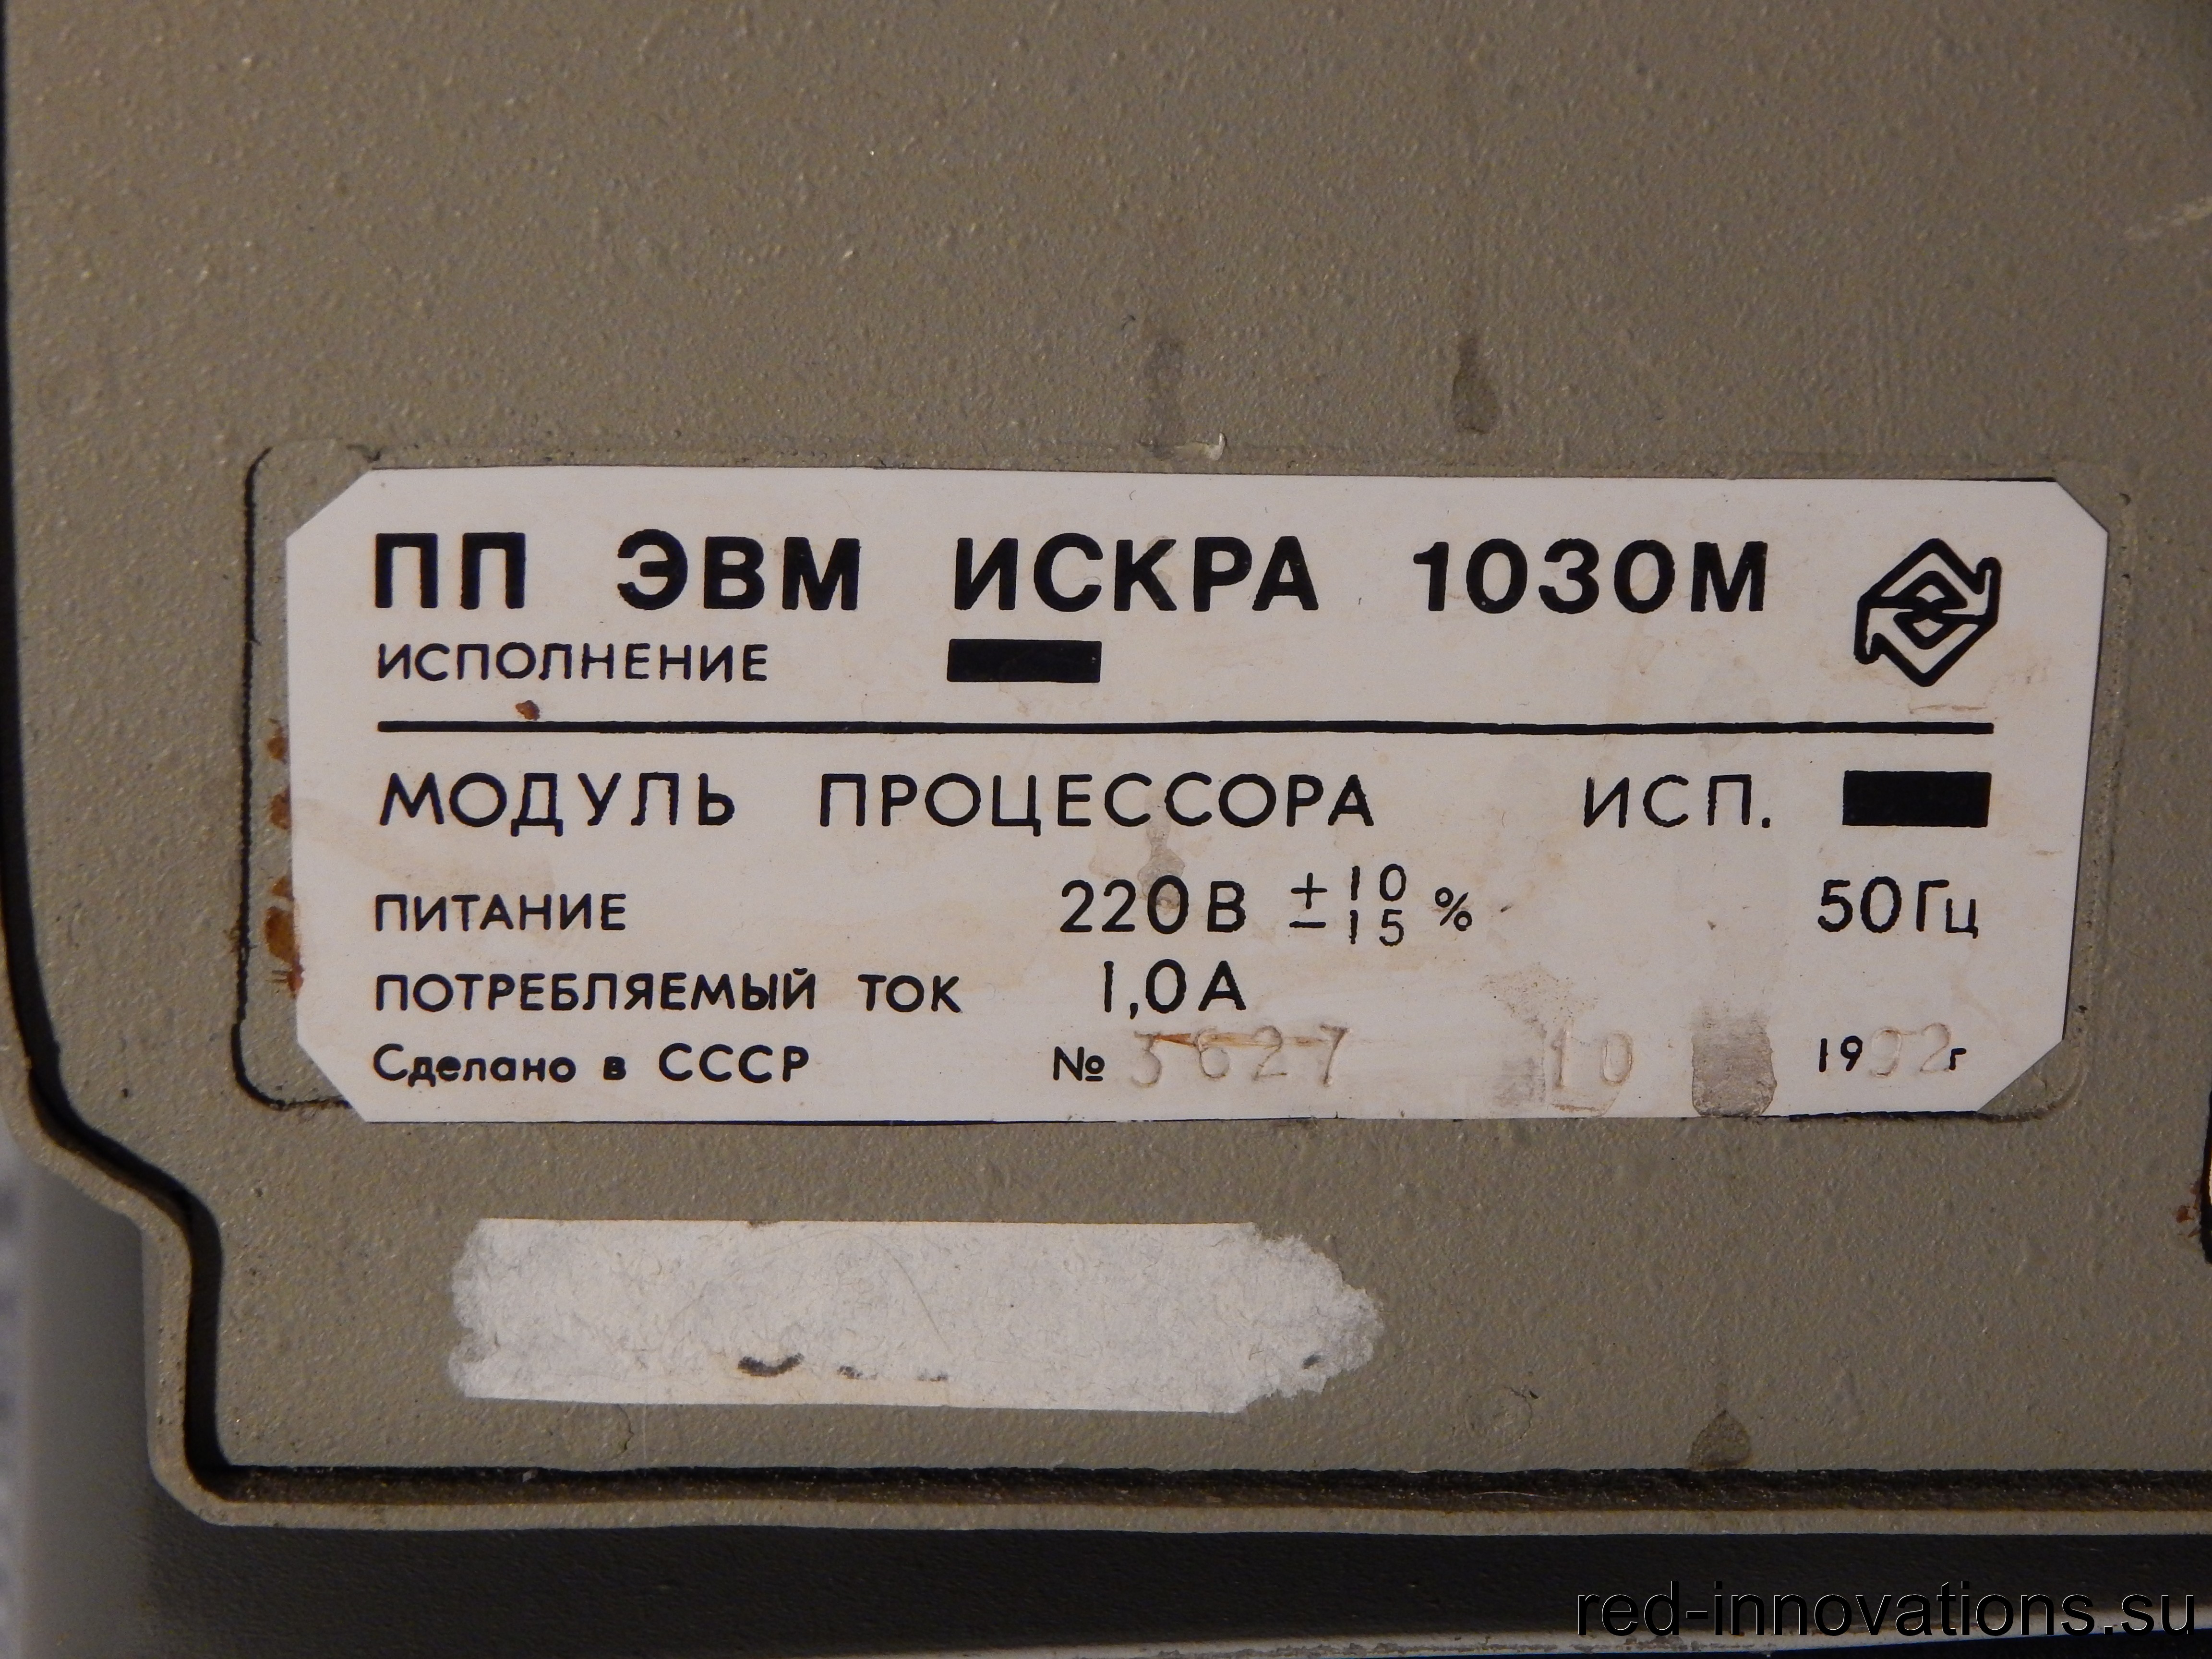 ПП ЭВМ ИСКРА 1030М
ИСПОЛНЕНИЕ
МОДУЛЬ ПРОЦЕССОРА ИСП.
ПИТАНИЕ 220В +10 −15 % 50Гц
ПОТРЕБЛЯЕМЫЙ ТОК 1,0А
Сделано в СССР № 3627 10 1992г
red-innovations.su